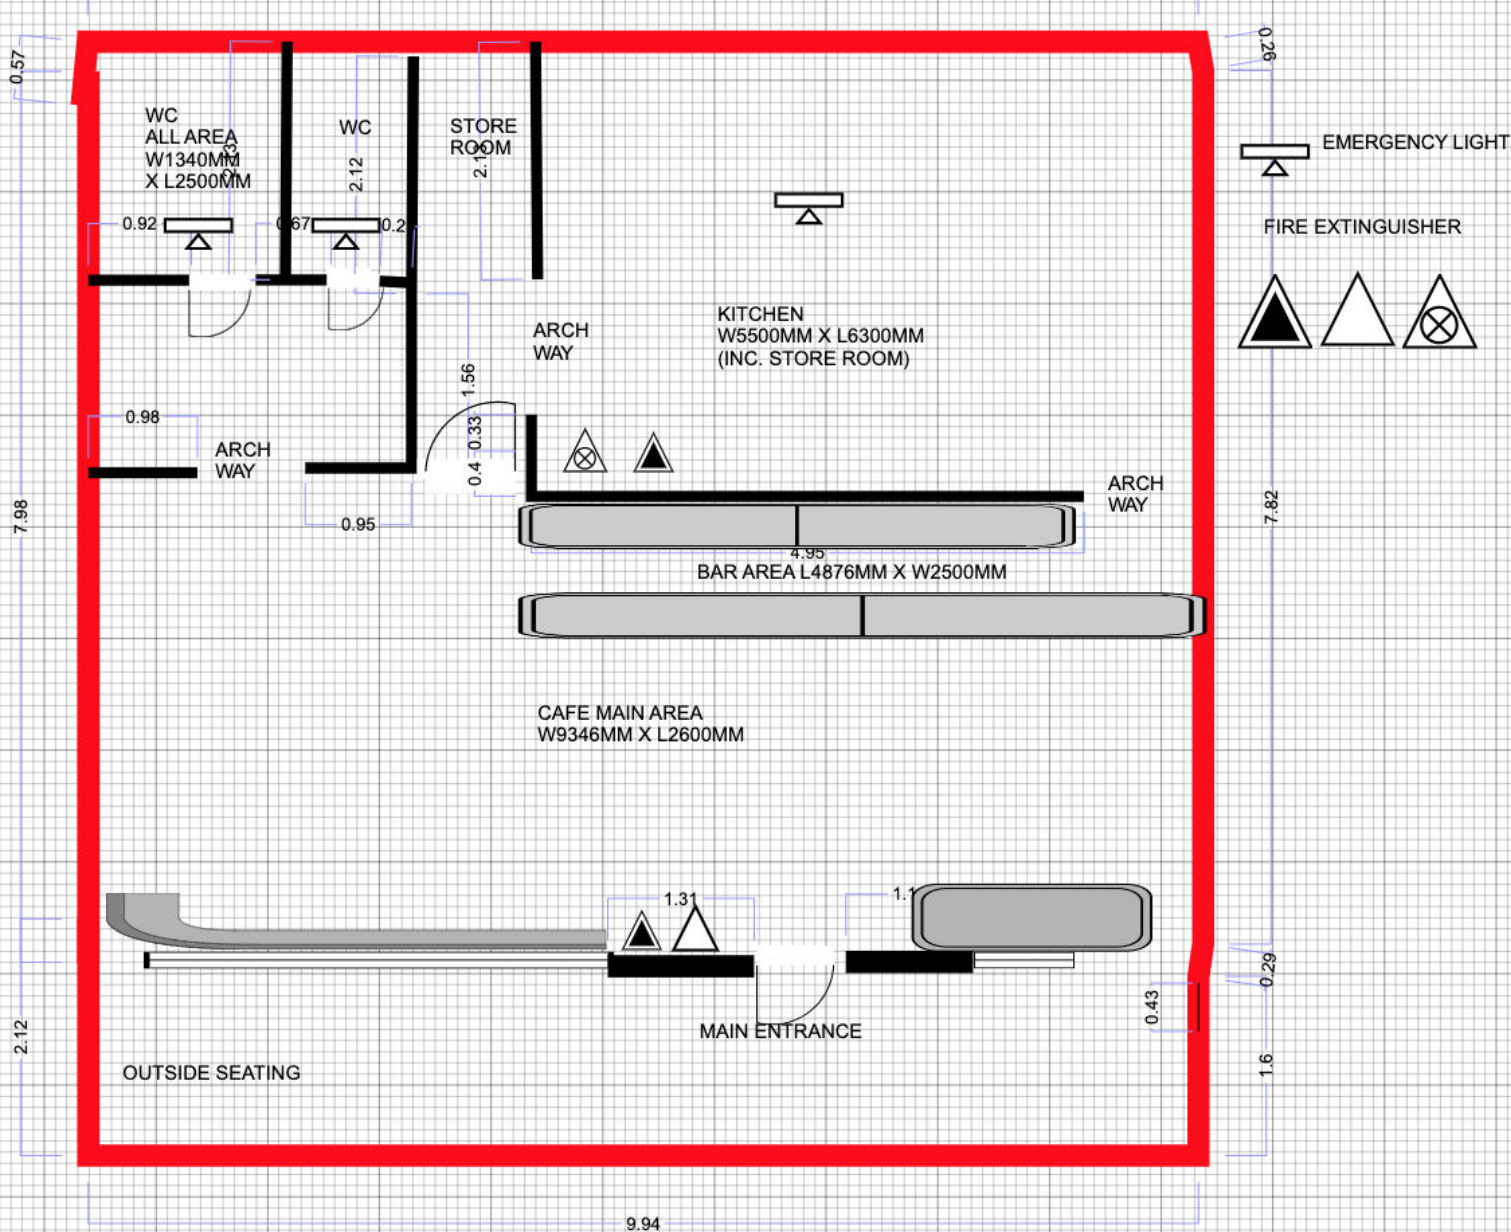 0.57
0.26
EMERGENCY LIGHT
WC
ALL AREA
W1340MM
X L2500MM
WC
2.12
STORE
ROOM
0.92
0.67
0.2
FIRE EXTINGUISHER
KITCHEN
W5500MM X L6300MM
(INC. STORE ROOM)
ARCH
WAY
1.56
0.33
0.4
0.98
ARCH
WAY
0.95
ARCH
WAY
7.98
7.82
4.95
BAR AREA L4876MM X W2500MM
CAFE MAIN AREA
W9346MM X L2600MM
1.31
1.1
0.29
0.43
MAIN ENTRANCE
2.12
1.6
OUTSIDE SEATING
9.94